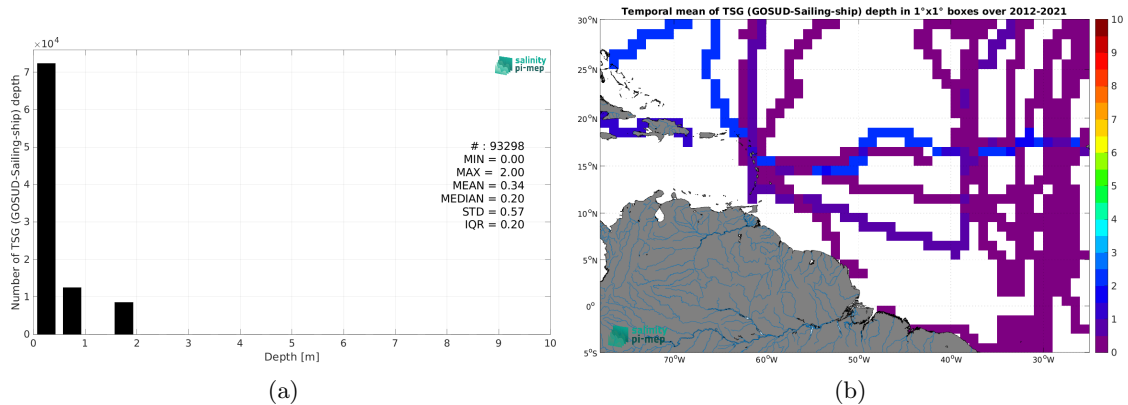 ×10⁴
7
6
5
4
3
2
1
0
Number of TSG (GOSUD-Sailing-ship) depth
0 1 2 3 4 5 6 7 8 9 10
Depth [m]
salinity
pi-mep
# : 93298
MIN = 0.00
MAX = 2.00
MEAN = 0.34
MEDIAN = 0.20
STD = 0.57
IQR = 0.20
(a)
Temporal mean of TSG (GOSUD-Sailing-ship) depth in 1°x1° boxes over 2012-2021
30°N
25°N
20°N
15°N
10°N
5°N
0°
5°S
70°W 60°W 50°W 40°W 30°W
salinity
pi-mep
10
9
8
7
6
5
4
3
2
1
0
(b)